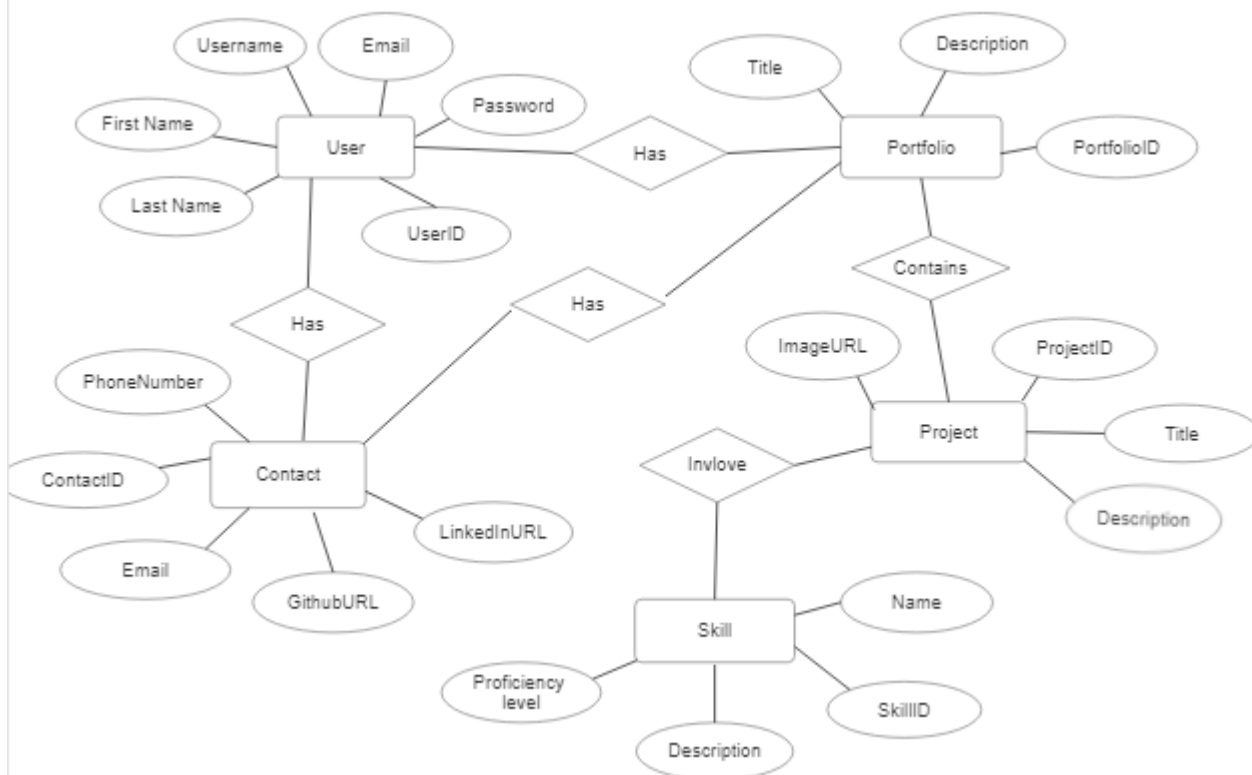 Username
Email
Description
Title
Password
First Name
User
Has
Portfolio
PortfolioID
Last Name
UserID
Contains
Has
Has
ImageURL
ProjectID
PhoneNumber
Project
Title
Invlove
Contact
ContactID
LinkedInURL
Description
Email
GithubURL
Name
Skill
Proficiency
level
SkillID
Description